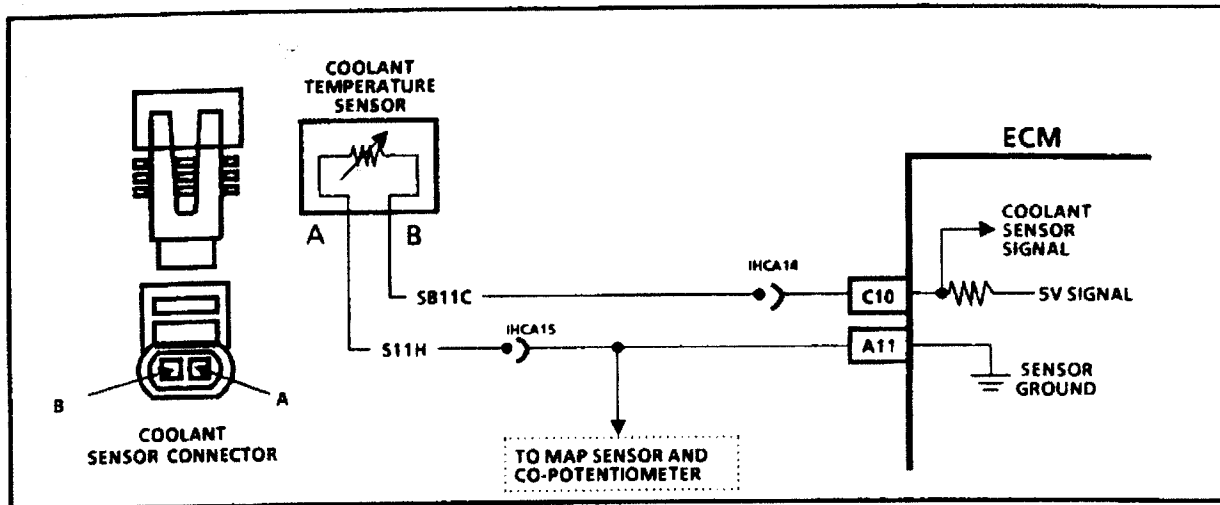 COOLANT
TEMPERATURE
SENSOR
A
B
ECM
COOLANT
SENSOR
SIGNAL
IHCA14
SB11C
C10
5V SIGNAL
IHCA15
S11H
A11
SENSOR
GROUND
B
A
COOLANT
SENSOR CONNECTOR
TO MAP SENSOR AND
CO-POTENTIOMETER